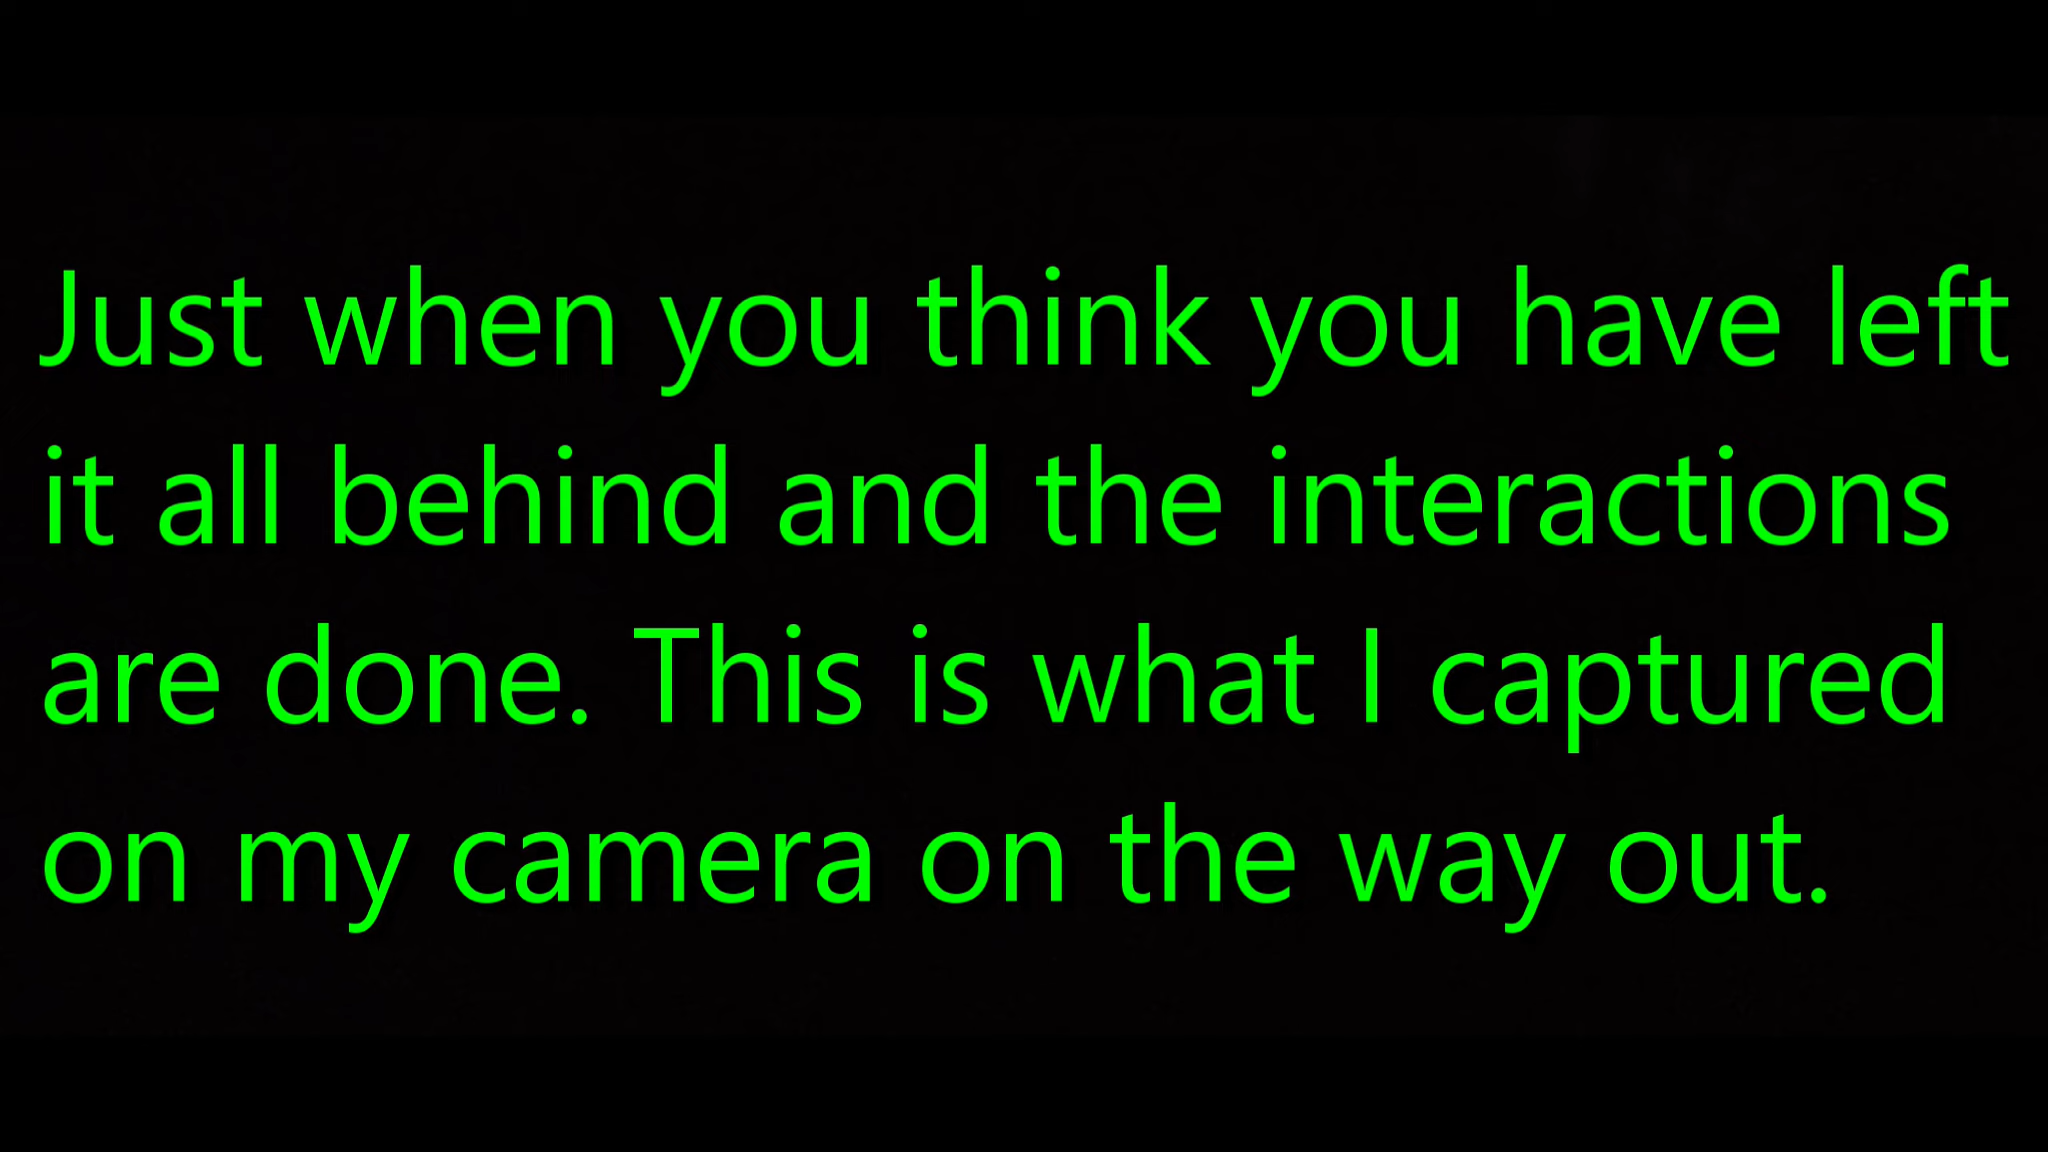 Just when you think you have left
it all behind and the interactions
are done. This is what I captured
on my camera on the way out.